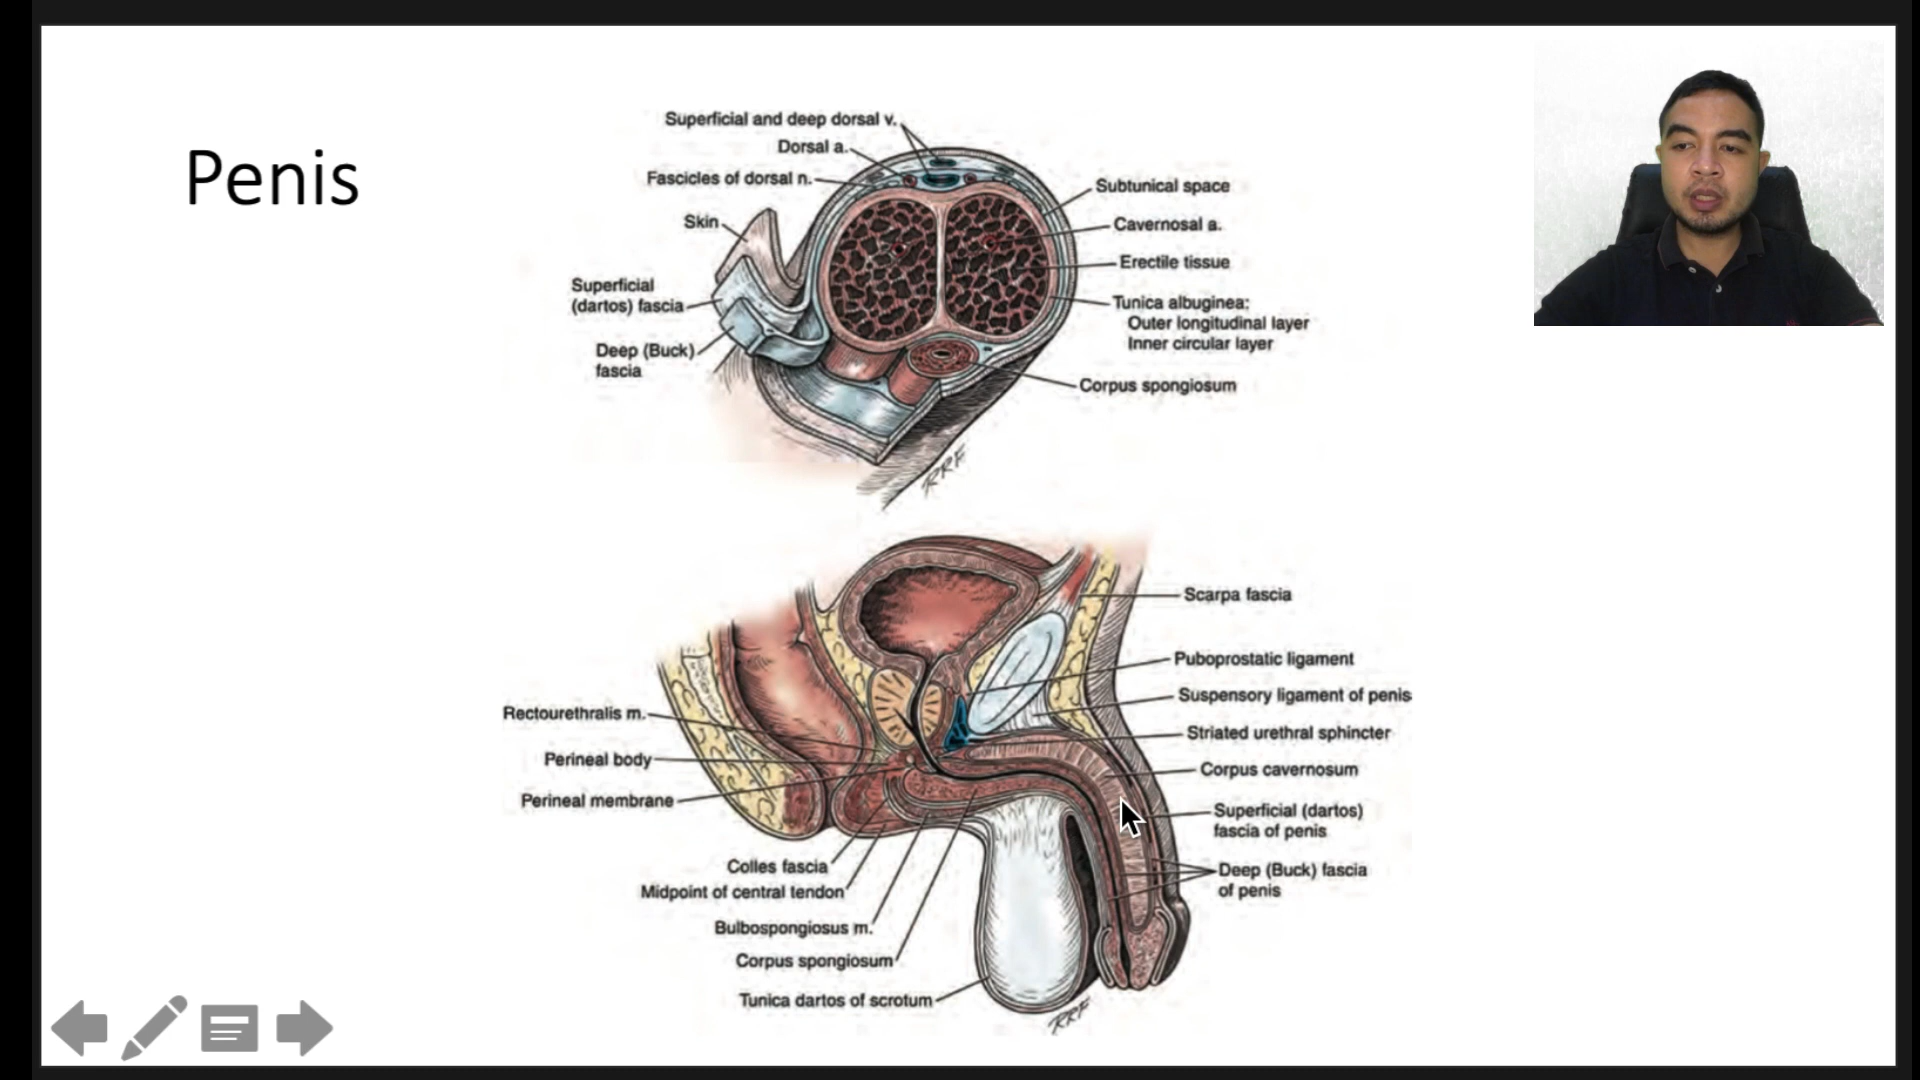 Penis
Superficial and deep dorsal v.
Dorsal a.
Fascicles of dorsal n.
Skin
Superficial
(dartos) fascia
Deep (Buck)
fascia
Subtunical space
Cavernosal a.
Erectile tissue
Tunica albuginea:
Outer longitudinal layer
Inner circular layer
Corpus spongiosum
RRF
Scarpa fascia
Puboprostatic ligament
Suspensory ligament of penis
Striated urethral sphincter
Corpus cavernosum
Superficial (dartos)
fascia of penis
Deep (Buck) fascia
of penis
Rectourethralis m.
Perineal body
Perineal membrane
Colles fascia
Midpoint of central tendon
Bulbospongiosus m.
Corpus spongiosum
Tunica dartos of scrotum
RRF